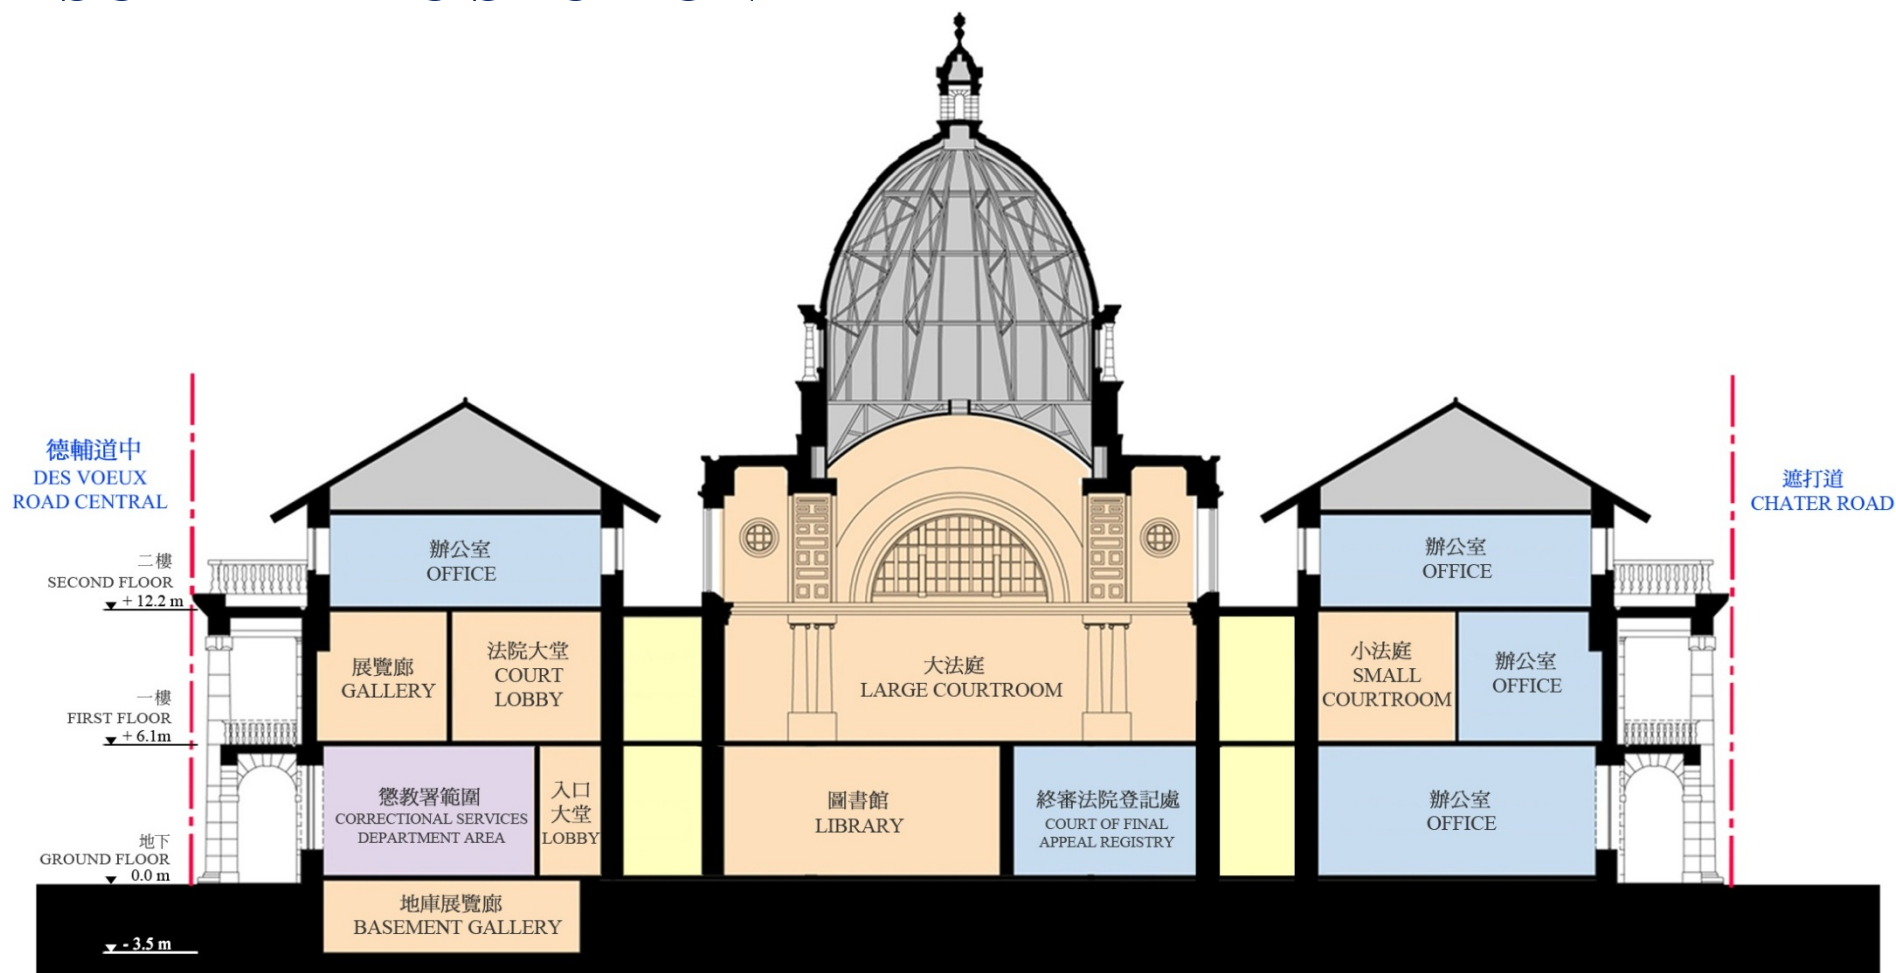 德輔道中
DES VOEUX
ROAD CENTRAL
遮打道
CHATER ROAD
二樓
SECOND FLOOR
+ 12.2 m
辦公室
OFFICE
辦公室
OFFICE
一樓
FIRST FLOOR
+ 6.1m
展覽廊
GALLERY
法院大堂
COURT
LOBBY
大法庭
LARGE COURTROOM
小法庭
SMALL
COURTROOM
辦公室
OFFICE
地下
GROUND FLOOR
0.0 m
懲教署範圍
CORRECTIONAL SERVICES
DEPARTMENT AREA
入口
大堂
LOBBY
圖書館
LIBRARY
終審法院登記處
COURT OF FINAL
APPEAL REGISTRY
辦公室
OFFICE
地庫展覽廊
BASEMENT GALLERY
- 3.5 m